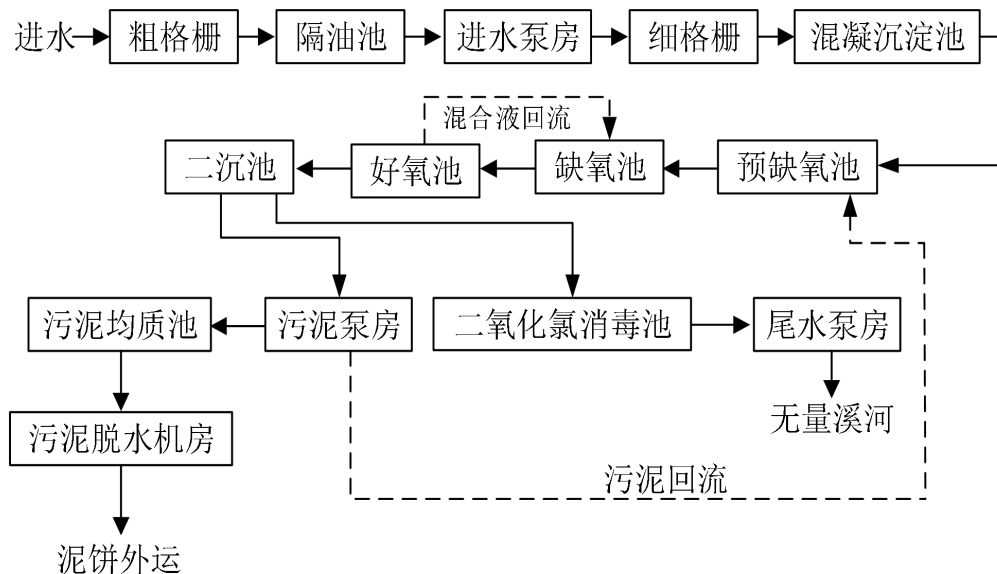 进水
粗格栅
隔油池
进水泵房
细格栅
混凝沉淀池
混合液回流
二沉池
好氧池
缺氧池
预缺氧池
污泥均质池
污泥泵房
二氧化氯消毒池
尾水泵房
无量溪河
污泥脱水机房
污泥回流
泥饼外运